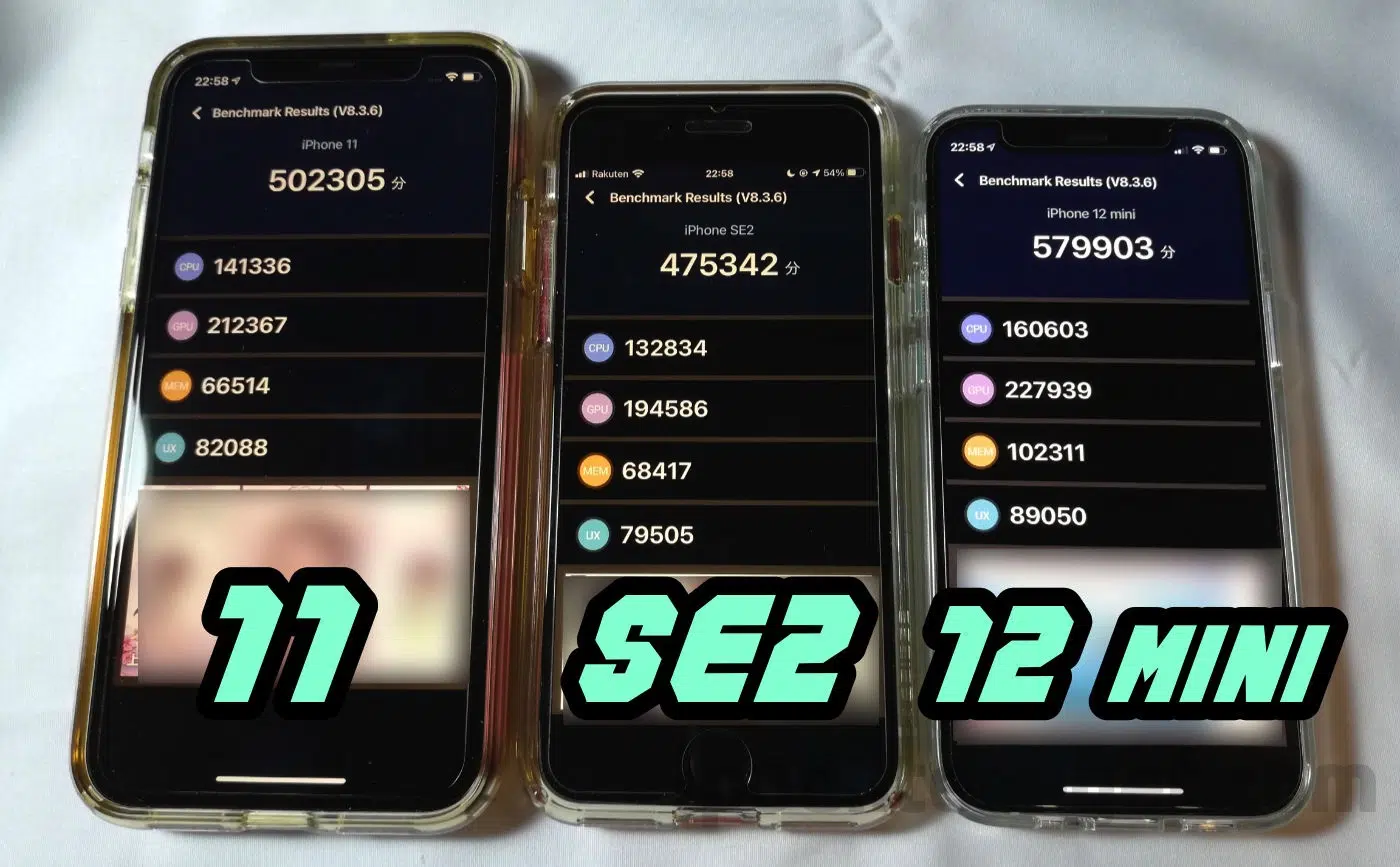 22:58
Benchmark Results (V8.3.6)
iPhone 11
502305 分
CPU 141336
GPU 212367
MEM 66514
UX 82088
11
Rakuten 22:58 54%
Benchmark Results (V8.3.6)
iPhone SE2
475342 分
CPU 132834
GPU 194586
MEM 68417
UX 79505
SE2
22:58
Benchmark Results (V8.3.6)
iPhone 12 mini
579903 分
CPU 160603
GPU 227939
MEM 102311
UX 89050
12 MINI